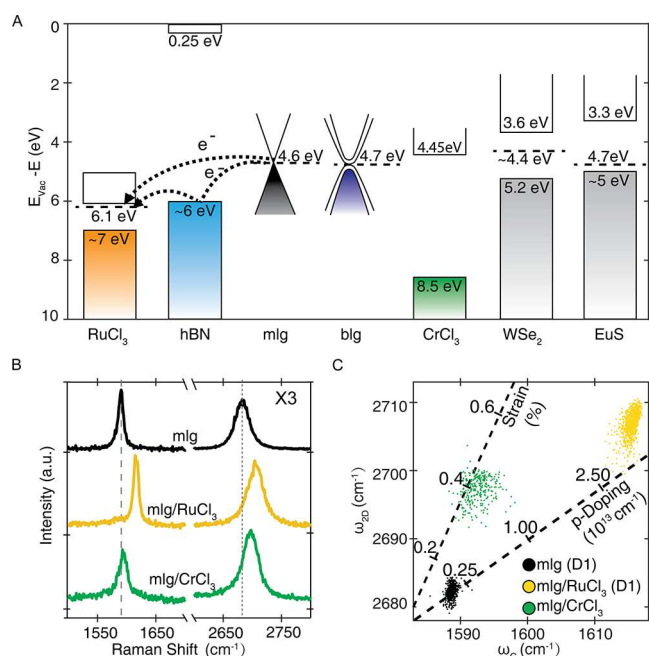 A
E_Vac -E (eV)
0
2
4
6
8
10
0.25 eV
e⁻
e⁻
4.6 eV
4.7 eV
4.45eV
3.6 eV
~4.4 eV
5.2 eV
3.3 eV
4.7eV
~5 eV
6.1 eV
~7 eV
~6 eV
8.5 eV
RuCl₃
hBN
mlg
blg
CrCl₃
WSe₂
EuS
B
X3
mlg
mlg/RuCl₃
mlg/CrCl₃
Intensity (a.u.)
1550
1650
2650
2750
Raman Shift (cm⁻¹)
C
ω₂D (cm⁻¹)
2710
2700
2690
2680
0.6
Strain
(%)
0.4
0.2
0.25
1.00
2.50
p-Doping
(10¹³ cm⁻¹)
mlg (D1)
mlg/RuCl₃ (D1)
mlg/CrCl₃
1590
1600
1610
(cm⁻¹)